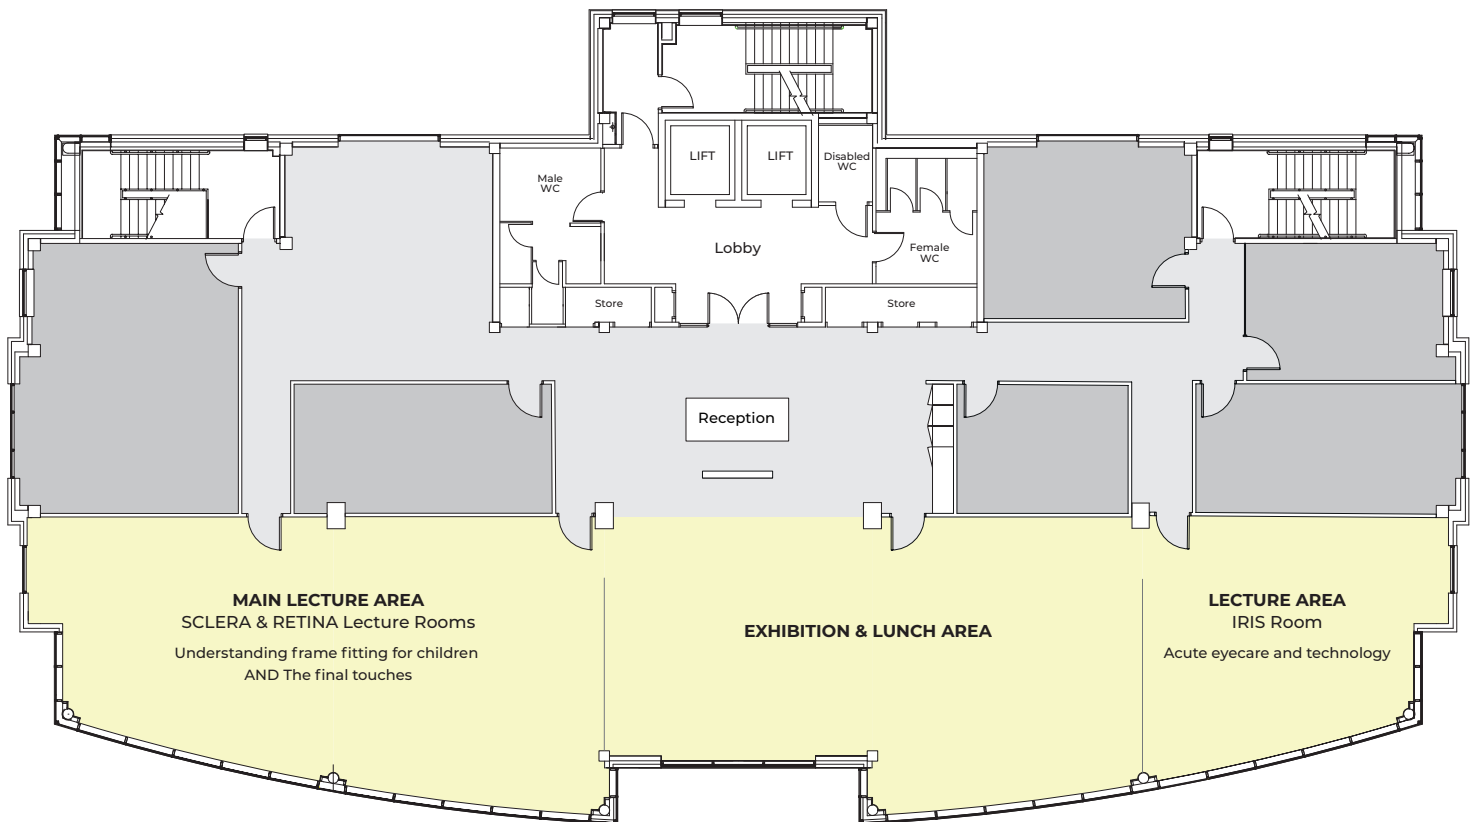 LIFT
LIFT
Disabled
WC
Male
WC
Lobby
Female
WC
Store
Store
Reception
MAIN LECTURE AREA
SCLERA & RETINA Lecture Rooms
Understanding frame fitting for children
AND The final touches
EXHIBITION & LUNCH AREA
LECTURE AREA
IRIS Room
Acute eyecare and technology